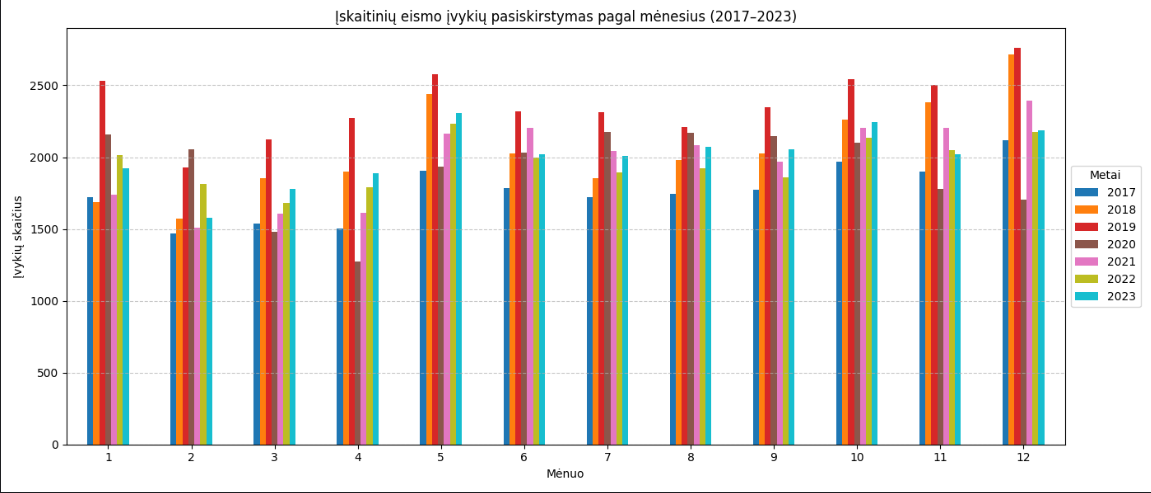 Įskaitinių eismo įvykių pasiskirstymas pagal mėnesius (2017–2023)
2500
2000
1500
1000
500
0
Įvykių skaičius
1 2 3 4 5 6 7 8 9 10 11 12
Mėnuo
Metai
2017
2018
2019
2020
2021
2022
2023